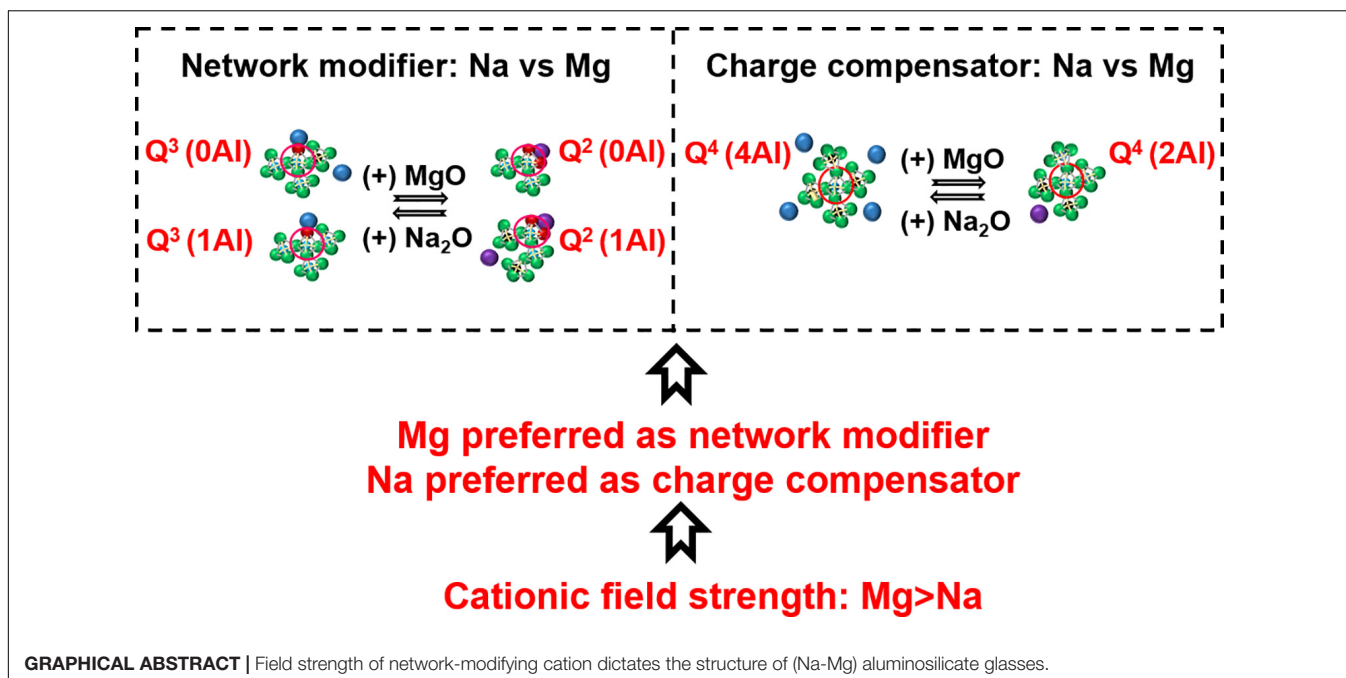 Network modifier: Na vs Mg
Q³ (0Al)
(+) MgO
(+) Na₂O
Q² (0Al)
Q³ (1Al)
Q² (1Al)
Charge compensator: Na vs Mg
Q⁴ (4Al)
(+) MgO
(+) Na₂O
Q⁴ (2Al)
Mg preferred as network modifier
Na preferred as charge compensator
Cationic field strength: Mg>Na
GRAPHICAL ABSTRACT | Field strength of network-modifying cation dictates the structure of (Na-Mg) aluminosilicate glasses.